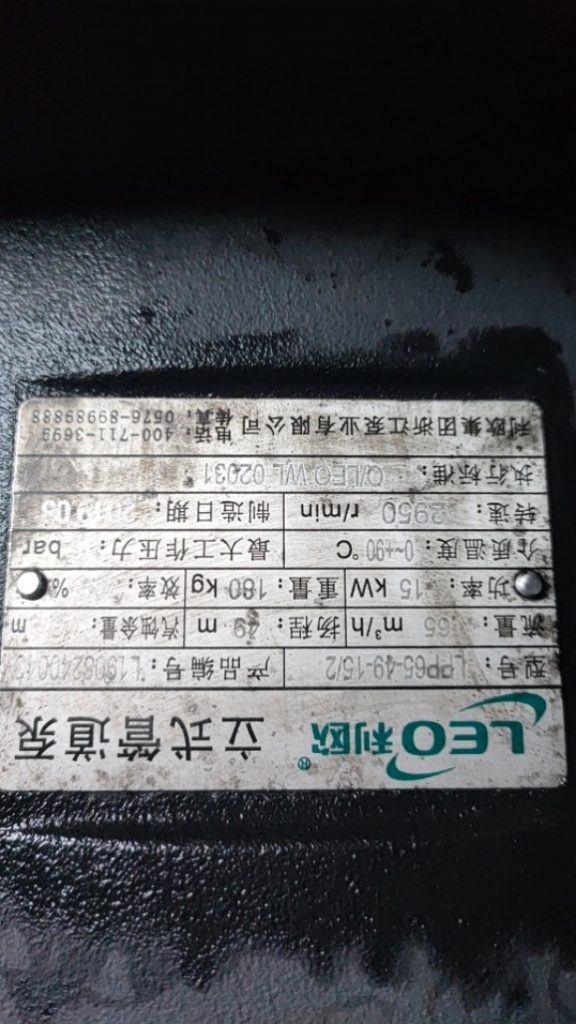 LEO利欧® 立式管道泵
型号: LPP65-49-15/2 产品编号:
流量: 65 m³/h 扬程: 49 m 汽蚀余量: m
功率: 15 kW 重量: 180 kg 效率: %
介质温度: 0~+90 ℃ 最大工作压力: bar
转速: 2950 r/min 制造日期:
执行标准: Q/LEO WL 02031
利欧集团浙江泵业有限公司 电话: 400-711-3699
传真: 0576-89989888